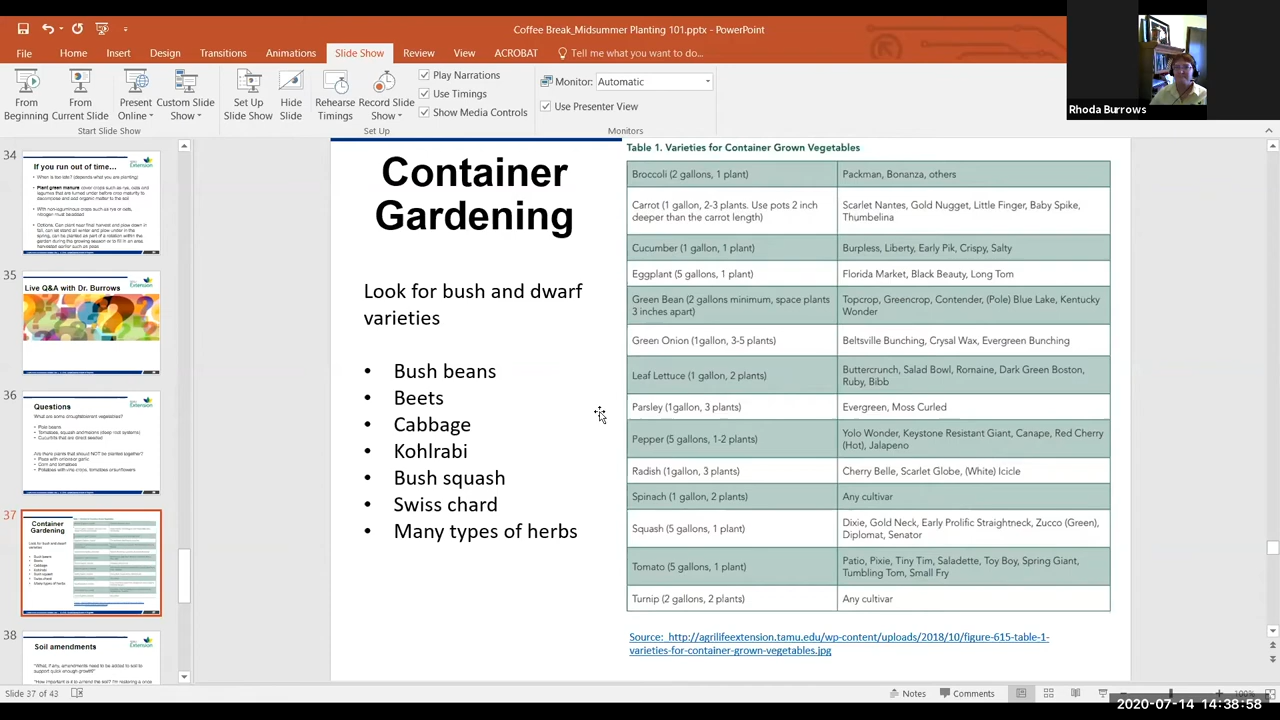 Coffee Break_Midsummer Planting 101.pptx - PowerPoint
File Home Insert Design Transitions Animations Slide Show Review View ACROBAT Tell me what you want to do...
From Beginning
From Current Slide
Present Online
Custom Slide Show
Set Up Slide Show
Hide Slide
Rehearse Timings
Record Slide Show
Play Narrations
Use Timings
Show Media Controls
Monitor: Automatic
Use Presenter View
Start Slide Show
Set Up
Monitors
Rhoda Burrows
34
If you run out of time...
35
Live Q&A with Dr. Burrows
36
Questions
37
Container Gardening
38
Soil amendments
Container
Gardening
Look for bush and dwarf
varieties
• Bush beans
• Beets
• Cabbage
• Kohlrabi
• Bush squash
• Swiss chard
• Many types of herbs
Table 1. Varieties for Container Grown Vegetables
Broccoli (2 gallons, 1 plant) Packman, Bonanza, others
Carrot (1 gallon, 2-3 plants. Use pots 2 inch
deeper than the carrot length)
Scarlet Nantes, Gold Nugget, Little Finger, Baby Spike,
Thumbelina
Cucumber (1 gallon, 1 plant) Burpless, Liberty, Early Pik, Crispy, Salty
Eggplant (5 gallons, 1 plant) Florida Market, Black Beauty, Long Tom
Green Bean (2 gallons minimum, space plants
3 inches apart)
Topcrop, Greencrop, Contender, (Pole) Blue Lake, Kentucky
Wonder
Green Onion (1gallon, 3-5 plants) Beltsville Bunching, Crysal Wax, Evergreen Bunching
Leaf Lettuce (1 gallon, 2 plants)
Buttercrunch, Salad Bowl, Romaine, Dark Green Boston,
Ruby, Bibb
Parsley (1gallon, 3 plants) Evergreen, Moss Curled
Pepper (5 gallons, 1-2 plants)
Yolo Wonder, Keystone Resistant Giant, Canape, Red Cherry
(Hot), Jalapeno
Radish (1gallon, 3 plants) Cherry Belle, Scarlet Globe, (White) Icicle
Spinach (1 gallon, 2 plants) Any cultivar
Squash (5 gallons, 1 plant)
Dixie, Gold Neck, Early Prolific Straightneck, Zucco (Green),
Diplomat, Senator
Tomato (5 gallons, 1 plant)
Patio, Pixie, Tiny Tim, Saladette, Toy Boy, Spring Giant,
Tumbling Tom, Small Fry
Turnip (2 gallons, 2 plants) Any cultivar
Source: http://agrilifeextension.tamu.edu/wp-content/uploads/2018/10/figure-615-table-1-
varieties-for-container-grown-vegetables.jpg
Slide 37 of 43
Notes Comments
2020-07-14 14:38:58